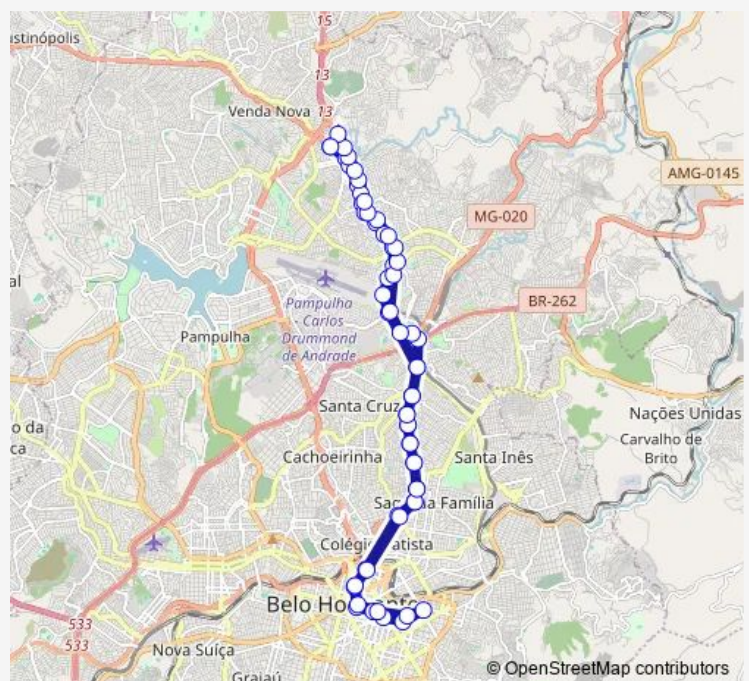 15
ustinópolis
13
Venda Nova
13
AMG-0145
MG-020
al
BR-262
Pampulha
- Carlos
Drummond
de Andrade
Pampulha
Santa Cruz
Nações Unidas
o da
ca
Carvalho de
Brito
Cachoeirinha
Santa Inês
Família
Colégio
atista
Belo Ho
nte
533
533
Nova Suíça
Grajaú
© OpenStreetMap contributors